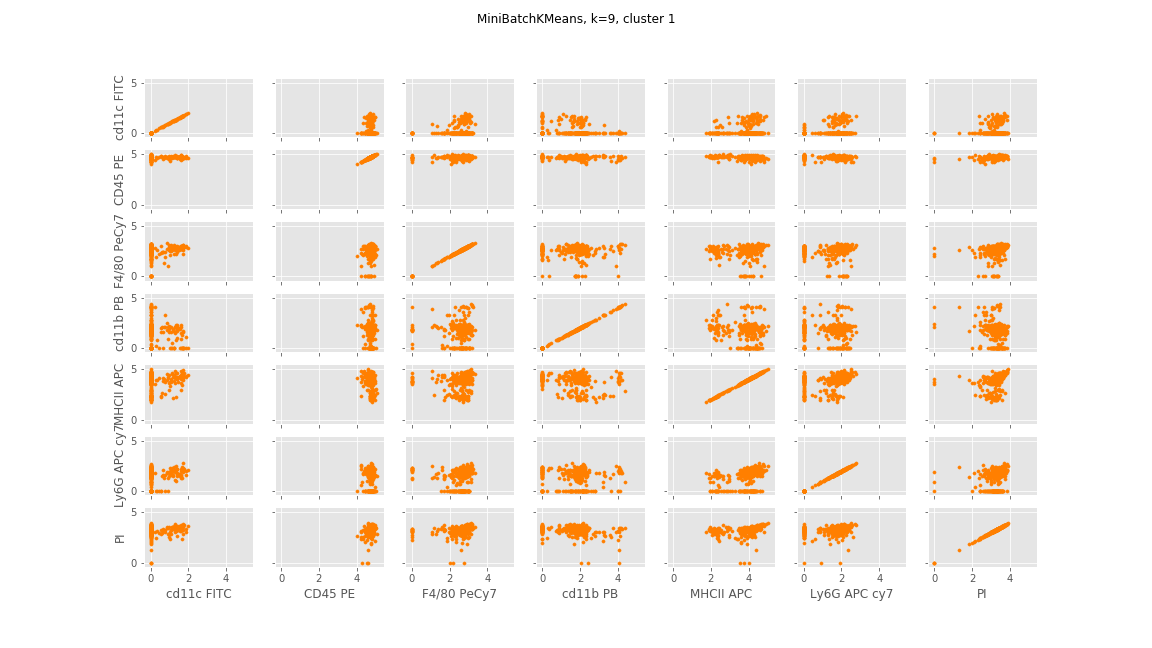 MiniBatchKMeans, k=9, cluster 1
cd11c FITC
5
0
CD45 PE
5
0
F4/80 PeCy7
5
0
cd11b PB
5
0
MHCII APC
5
0
Ly6G APC cy7
5
0
PI
5
0
0 2 4 0 2 4 0 2 4 0 2 4 0 2 4 0 2 4 0 2 4
cd11c FITC CD45 PE F4/80 PeCy7 cd11b PB MHCII APC Ly6G APC cy7 PI